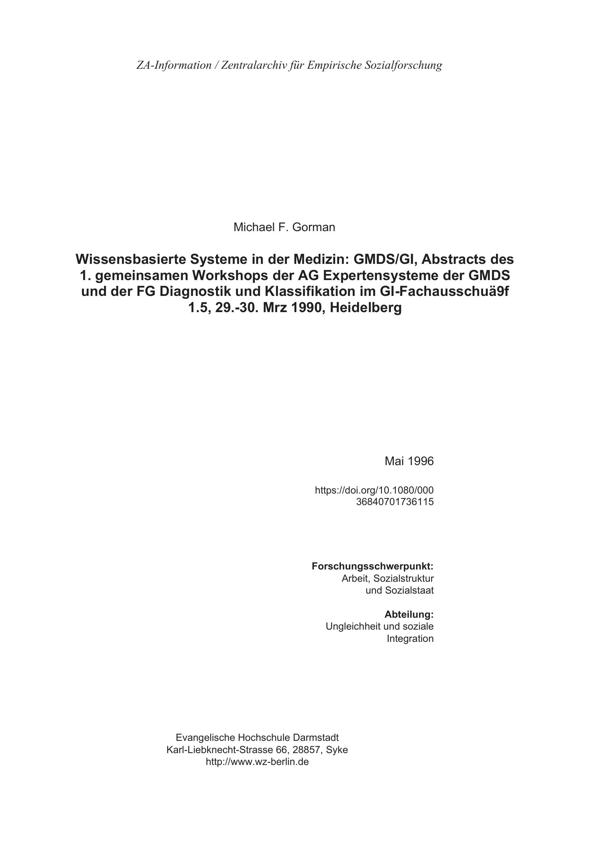 ZA-Information / Zentralarchiv für Empirische Sozialforschung
Michael F. Gorman
Wissensbasierte Systeme in der Medizin: GMDS/GI, Abstracts des
1. gemeinsamen Workshops der AG Expertensysteme der GMDS
und der FG Diagnostik und Klassifikation im GI-Fachausschuä9f
1.5, 29.-30. Mrz 1990, Heidelberg
Mai 1996
https://doi.org/10.1080/000
36840701736115
Forschungsschwerpunkt:
Arbeit, Sozialstruktur
und Sozialstaat
Abteilung:
Ungleichheit und soziale
Integration
Evangelische Hochschule Darmstadt
Karl-Liebknecht-Strasse 66, 28857, Syke
http://www.wz-berlin.de